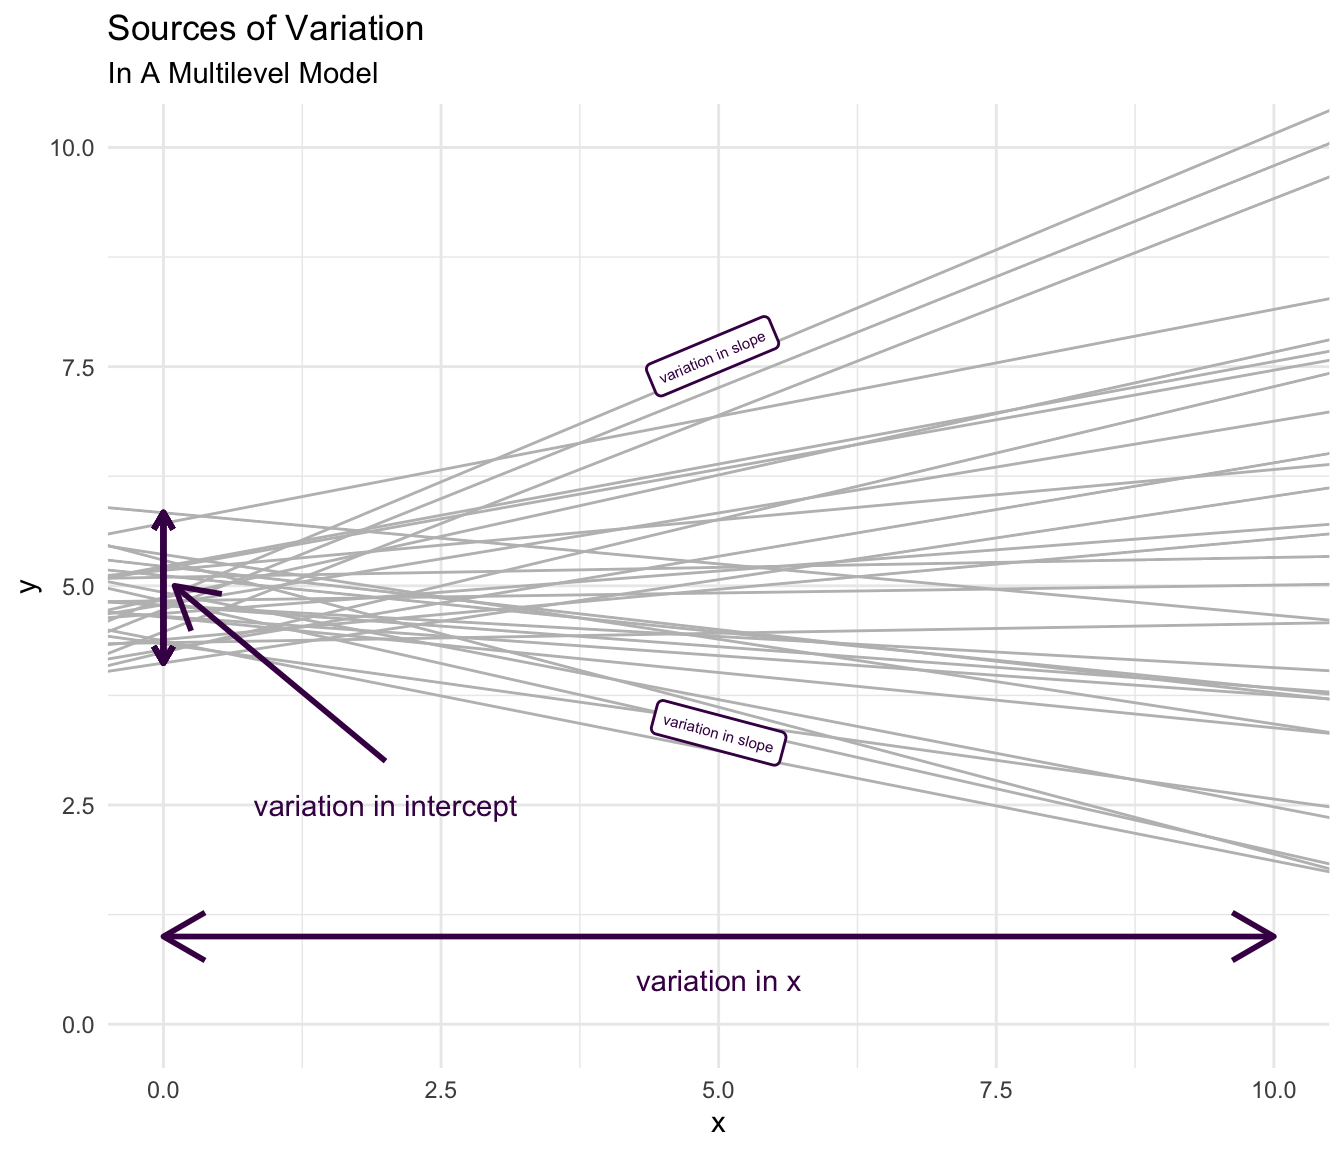 Sources of Variation
In A Multilevel Model
10.0
7.5
5.0
2.5
0.0
y
variation in slope
variation in slope
variation in intercept
variation in x
0.0 2.5 5.0 7.5 10.0
x